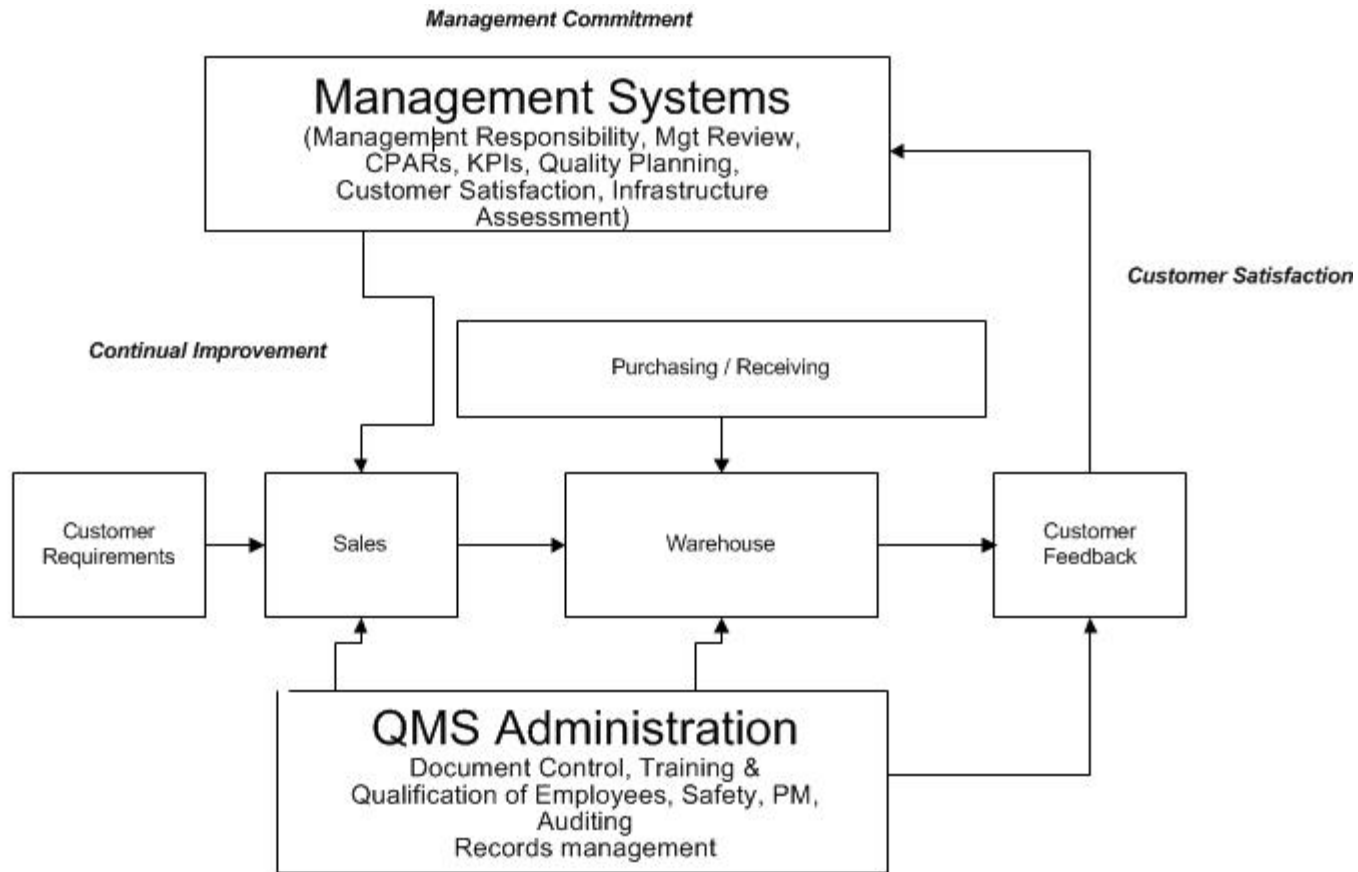 Management Commitment
Management Systems
(Management Responsibility, Mgt Review,
CPARs, KPIs, Quality Planning,
Customer Satisfaction, Infrastructure
Assessment)
Customer Satisfaction
Continual Improvement
Purchasing / Receiving
Customer
Requirements
Sales
Warehouse
Customer
Feedback
QMS Administration
Document Control, Training &
Qualification of Employees, Safety, PM,
Auditing
Records management